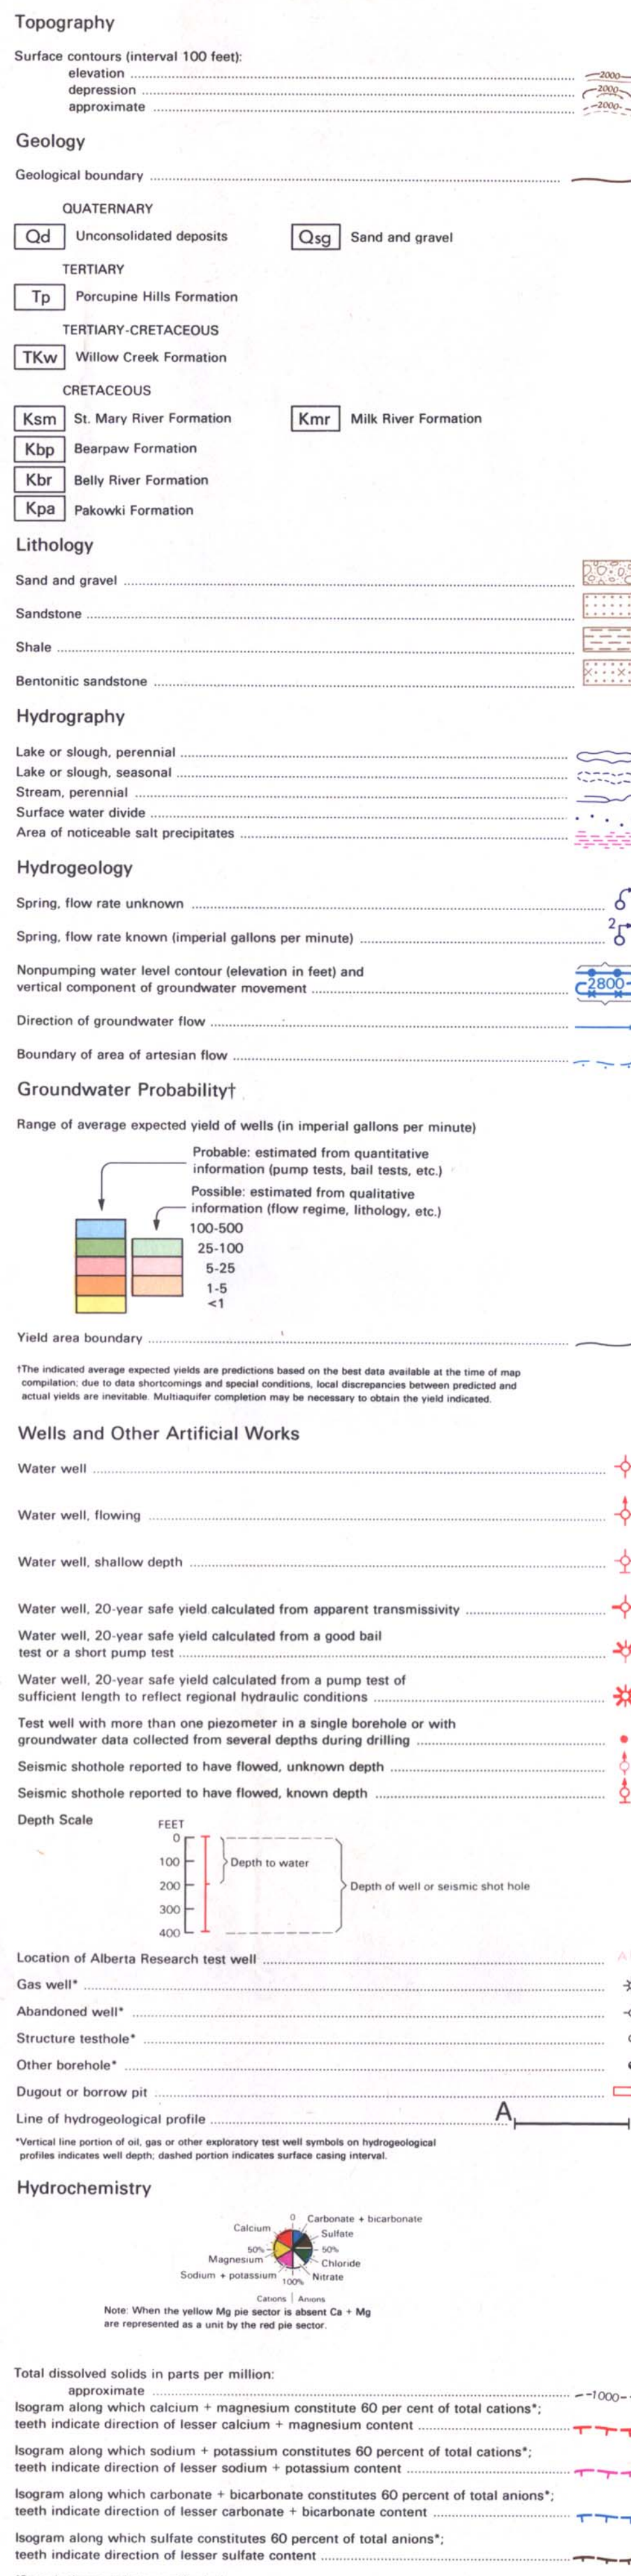 Topography
Surface contours (interval 100 feet):
elevation 2000
depression 2000
approximate 2000
Geology
Geological boundary
QUATERNARY
Qd Unconsolidated deposits Qsg Sand and gravel
TERTIARY
Tp Porcupine Hills Formation
TERTIARY-CRETACEOUS
TKw Willow Creek Formation
CRETACEOUS
Ksm St. Mary River Formation Kmr Milk River Formation
Kbp Bearpaw Formation
Kbr Belly River Formation
Kpa Pakowki Formation
Lithology
Sand and gravel
Sandstone
Shale
Bentonitic sandstone
Hydrography
Lake or slough, perennial
Lake or slough, seasonal
Stream, perennial
Surface water divide
Area of noticeable salt precipitates
Hydrogeology
Spring, flow rate unknown
Spring, flow rate known (imperial gallons per minute) 2
Nonpumping water level contour (elevation in feet) and
vertical component of groundwater movement 2800
Direction of groundwater flow
Boundary of area of artesian flow
Groundwater Probability†
Range of average expected yield of wells (in imperial gallons per minute)
Probable: estimated from quantitative
information (pump tests, bail tests, etc.)
Possible: estimated from qualitative
information (flow regime, lithology, etc.)
100-500
25-100
5-25
1-5
<1
Yield area boundary
†The indicated average expected yields are predictions based on the best data available at the time of map
compilation; due to data shortcomings and special conditions, local discrepancies between predicted and
actual yields are inevitable. Multiaquifer completion may be necessary to obtain the yield indicated.
Wells and Other Artificial Works
Water well
Water well, flowing
Water well, shallow depth
Water well, 20-year safe yield calculated from apparent transmissivity
Water well, 20-year safe yield calculated from a good bail
test or a short pump test
Water well, 20-year safe yield calculated from a pump test of
sufficient length to reflect regional hydraulic conditions
Test well with more than one piezometer in a single borehole or with
groundwater data collected from several depths during drilling
Seismic shothole reported to have flowed, unknown depth
Seismic shothole reported to have flowed, known depth
Depth Scale FEET
0
100 Depth to water
200 Depth of well or seismic shot hole
300
400
Location of Alberta Research test well A
Gas well*
Abandoned well*
Structure testhole*
Other borehole*
Dugout or borrow pit
Line of hydrogeological profile A
*Vertical line portion of oil, gas or other exploratory test well symbols on hydrogeological
profiles indicates well depth; dashed portion indicates surface casing interval.
Hydrochemistry
0 Carbonate + bicarbonate
Calcium Sulfate
50% 50%
Magnesium Chloride
Sodium + potassium 100% Nitrate
Cations Anions
Note: When the yellow Mg pie sector is absent Ca + Mg
are represented as a unit by the red pie sector.
Total dissolved solids in parts per million:
approximate 1000
Isogram along which calcium + magnesium constitute 60 per cent of total cations*;
teeth indicate direction of lesser calcium + magnesium content
Isogram along which sodium + potassium constitutes 60 percent of total cations*;
teeth indicate direction of lesser sodium + potassium content
Isogram along which carbonate + bicarbonate constitutes 60 percent of total anions*;
teeth indicate direction of lesser carbonate + bicarbonate content
Isogram along which sulfate constitutes 60 percent of total anions*;
teeth indicate direction of lesser sulfate content